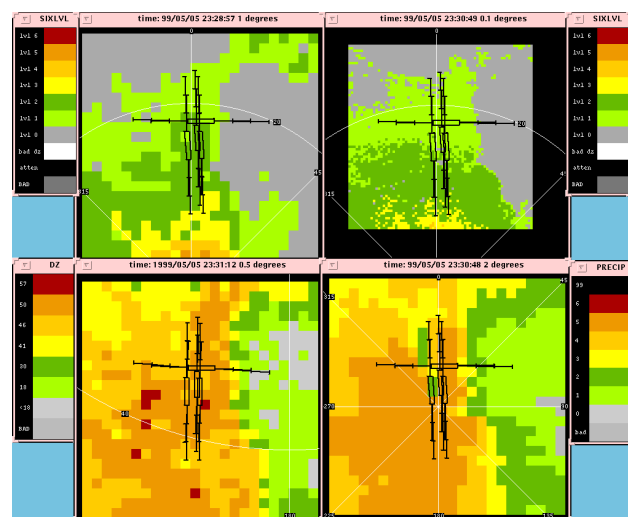 SIXLVL
time: 99/05/05 23:28:57 1 degrees
time: 99/05/05 23:30:49 0.1 degrees
SIXLVL
lvl 6
lvl 5
lvl 4
lvl 3
lvl 2
lvl 1
lvl 0
bad dz
atten
BAD
0
20
45
315
0
20
45
315
lvl 6
lvl 5
lvl 4
lvl 3
lvl 2
lvl 1
lvl 0
bad dz
atten
BAD
DZ
time: 1999/05/05 23:31:12 0.5 degrees
time: 99/05/05 23:30:48 2 degrees
PRECIP
57
50
46
41
30
18
<18
BAD
40
180
315
0
45
270
90
225
180
135
99
6
5
4
3
2
1
0
bad